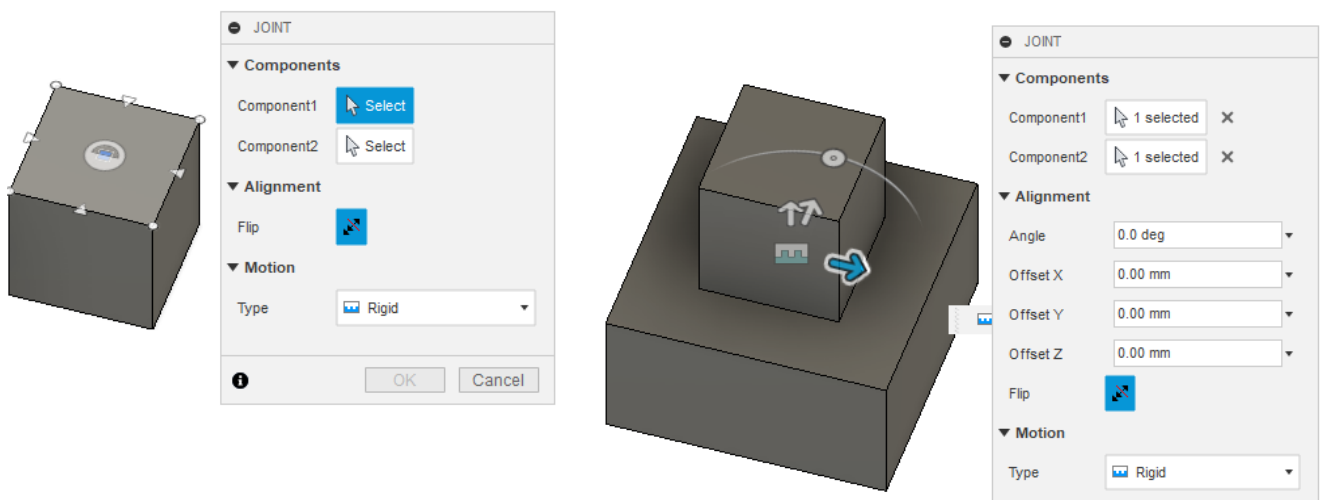 JOINT
Components
Component1 Select
Component2 Select
Alignment
Flip
Motion
Type Rigid
OK Cancel
JOINT
Components
Component1 1 selected
Component2 1 selected
Alignment
Angle 0.0 deg
Offset X 0.00 mm
Offset Y 0.00 mm
Offset Z 0.00 mm
Flip
Motion
Type Rigid